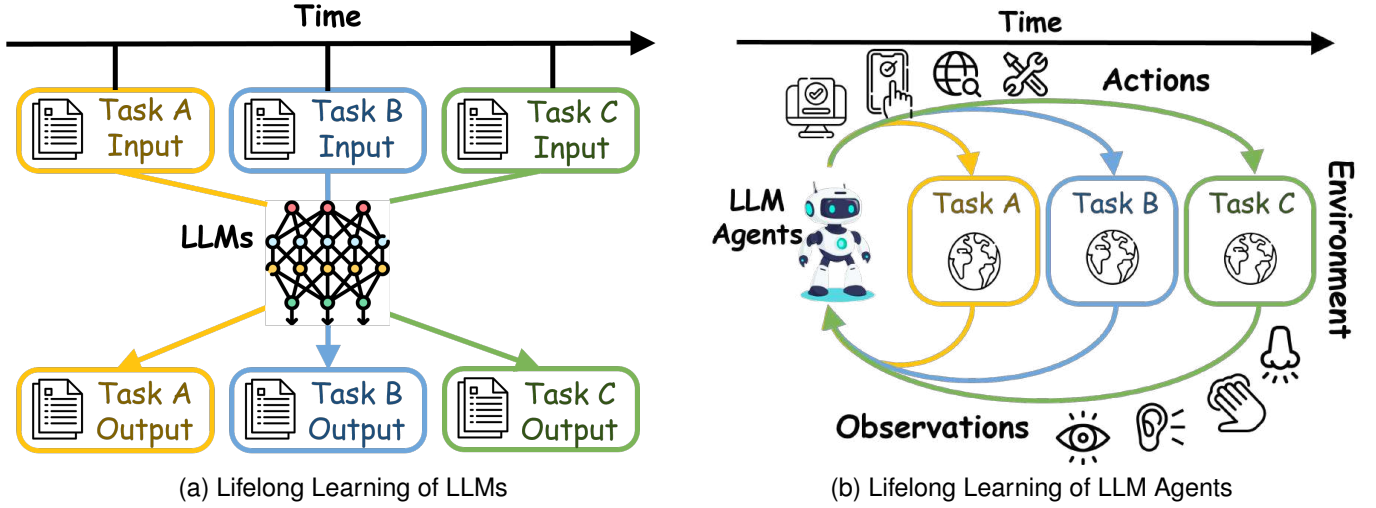 Time
Task A
Input
Task B
Input
Task C
Input
LLMs
Task A
Output
Task B
Output
Task C
Output
(a) Lifelong Learning of LLMs
Time
Actions
LLM
Agents
Task A
Task B
Task C
Environment
Observations
(b) Lifelong Learning of LLM Agents